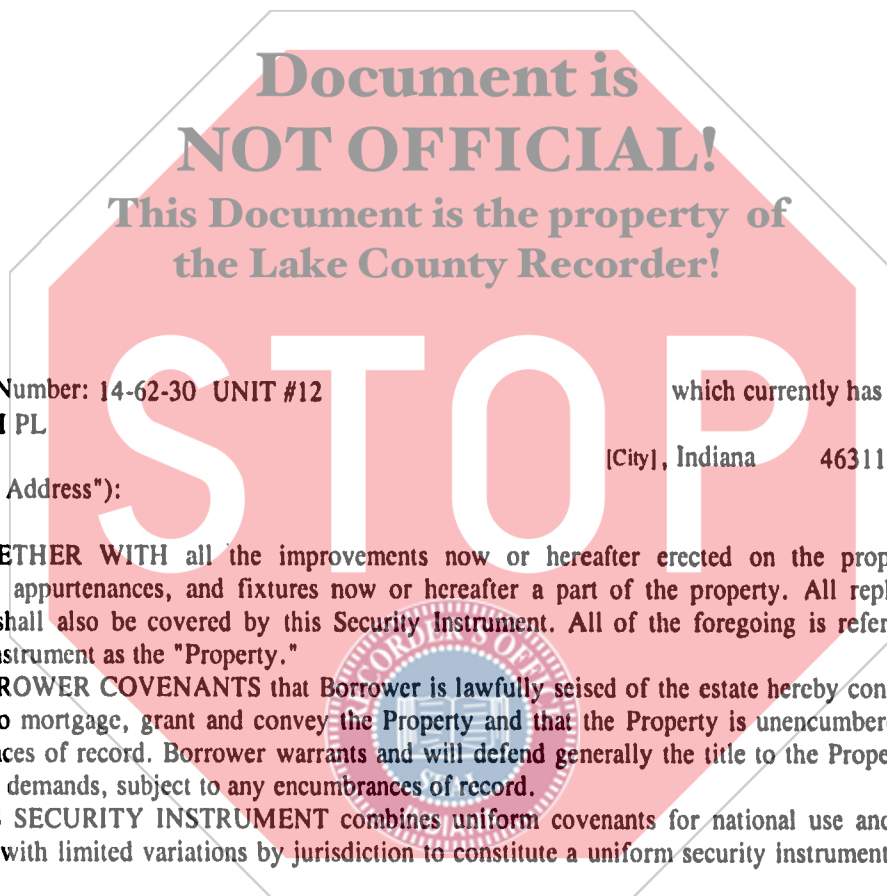 Document is
NOT OFFICIAL!
This Document is the property of
the Lake County Recorder!
STOP
Number: 14-62-30 UNIT #12 which currently has
PL
[City], Indiana 46311
Address"):
ETHER WITH all the improvements now or hereafter erected on the prop
appurtenances, and fixtures now or hereafter a part of the property. All repl
shall also be covered by this Security Instrument. All of the foregoing is refer
nstrument as the "Property."
ROWER COVENANTS that Borrower is lawfully seised of the estate hereby con
o mortgage, grant and convey the Property and that the Property is unencumber
ces of record. Borrower warrants and will defend generally the title to the Prope
demands, subject to any encumbrances of record.
SECURITY INSTRUMENT combines uniform covenants for national use and
with limited variations by jurisdiction to constitute a uniform security instrument
RECORDER'S OFFICE
SEAL